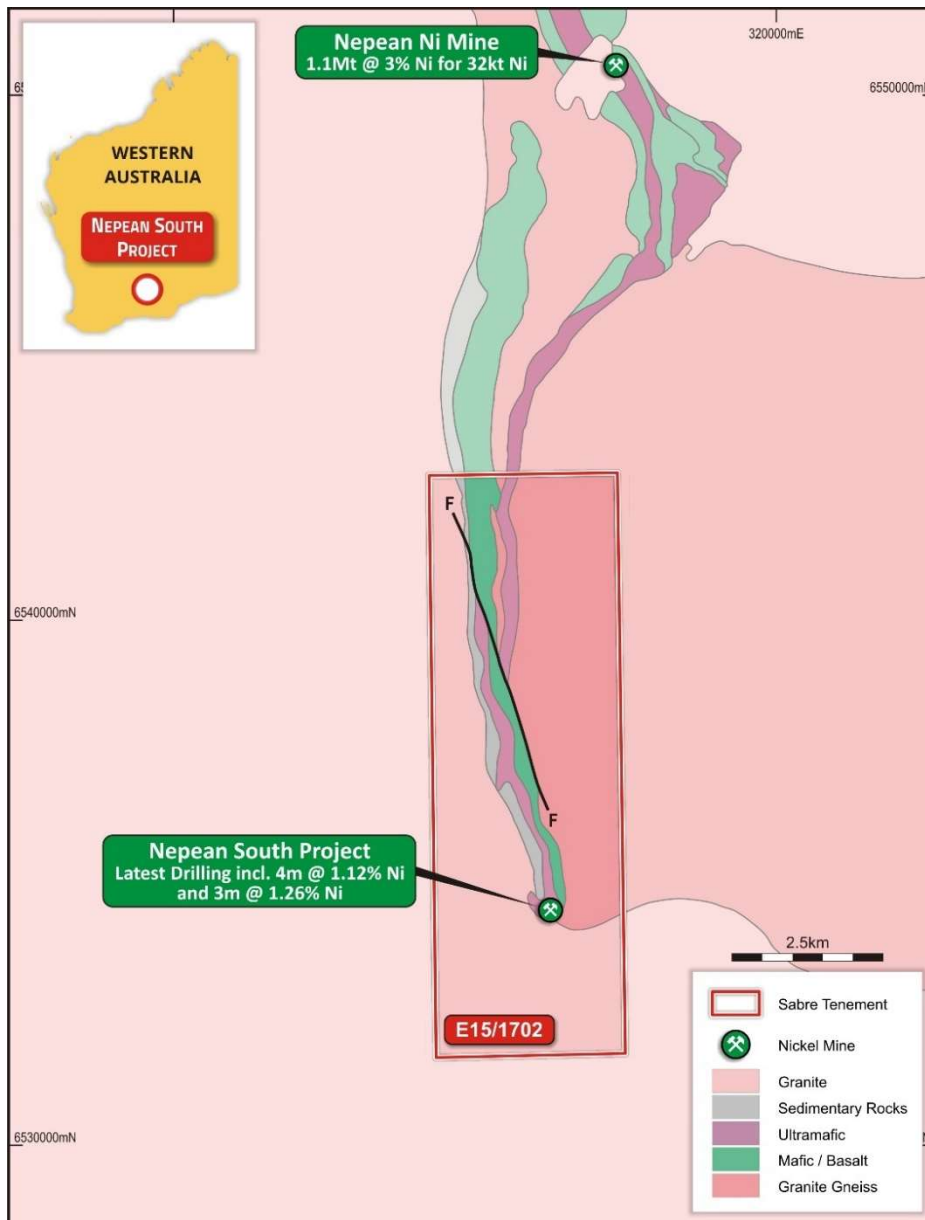 Nepean Ni Mine
1.1Mt @ 3% Ni for 32kt Ni
320000mE
6550000mN
WESTERN
AUSTRALIA
NEPEAN SOUTH
PROJECT
F
6540000mN
F
Nepean South Project
Latest Drilling incl. 4m @ 1.12% Ni
and 3m @ 1.26% Ni
2.5km
E15/1702
Sabre Tenement
Nickel Mine
Granite
Sedimentary Rocks
Ultramafic
Mafic / Basalt
Granite Gneiss
6530000mN